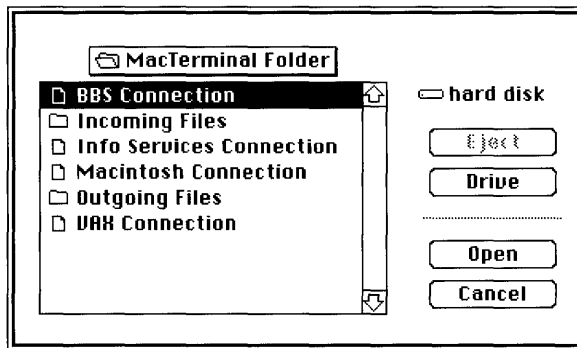 MacTerminal Folder
BBS Connection
Incoming Files
Info Services Connection
Macintosh Connection
Outgoing Files
VAX Connection
hard disk
Eject
Drive
Open
Cancel